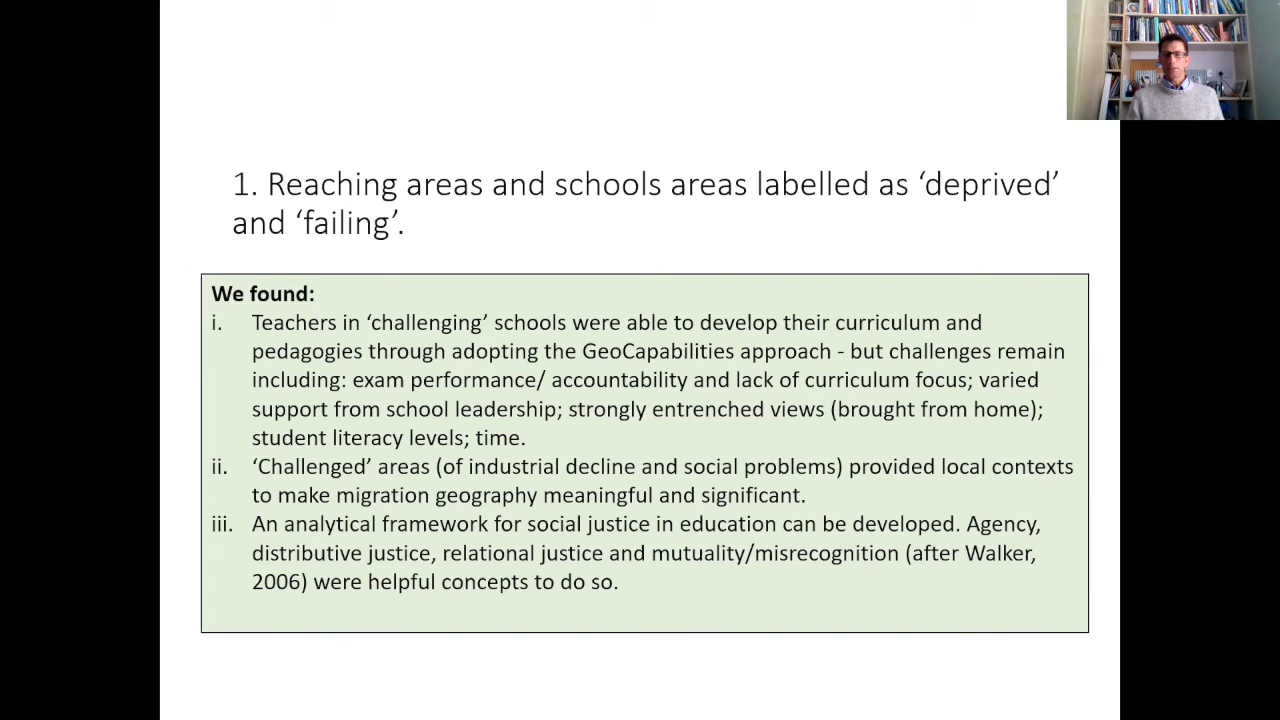 1. Reaching areas and schools areas labelled as ‘deprived’
and ‘failing’.
We found:
i. Teachers in ‘challenging’ schools were able to develop their curriculum and
pedagogies through adopting the GeoCapabilities approach - but challenges remain
including: exam performance/ accountability and lack of curriculum focus; varied
support from school leadership; strongly entrenched views (brought from home);
student literacy levels; time.
ii. ‘Challenged’ areas (of industrial decline and social problems) provided local contexts
to make migration geography meaningful and significant.
iii. An analytical framework for social justice in education can be developed. Agency,
distributive justice, relational justice and mutuality/misrecognition (after Walker,
2006) were helpful concepts to do so.